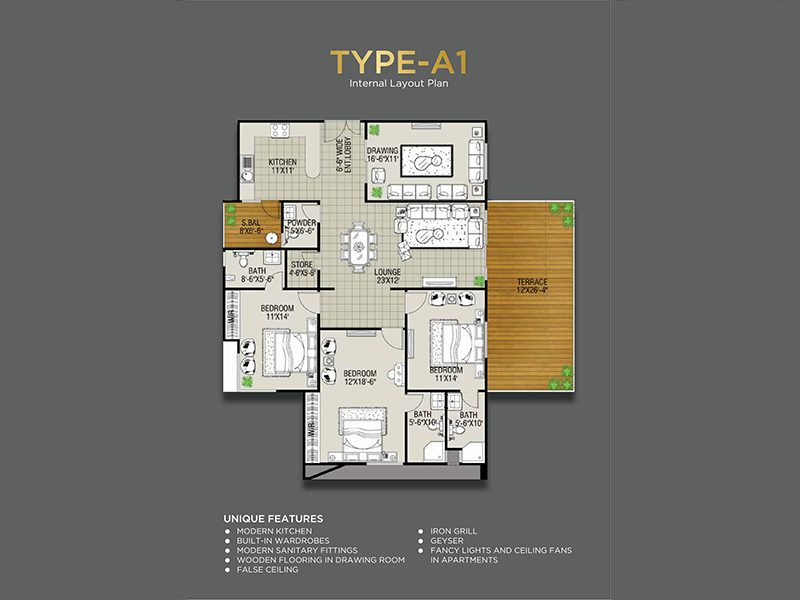 TYPE-A1
Internal Layout Plan
KITCHEN
11'X11'
6'-6" WIDE
ENT.LOBBY
DRAWING
16'-6"X11'
S.BAL
8'X6'-6"
POWDER
5'X6'-6"
BATH
8'-6"X5'-6"
STORE
4'-6"X5'-5"
LOUNGE
23'X12'
TERRACE
12'X26'-4"
W/R
BEDROOM
11'X14'
BEDROOM
12'X18'-6"
BEDROOM
11'X14'
W/R
BATH
5'-6"X10'
BATH
5'-6"X10'
UNIQUE FEATURES
MODERN KITCHEN
BUILT-IN WARDROBES
MODERN SANITARY FITTINGS
WOODEN FLOORING IN DRAWING ROOM
FALSE CEILING
IRON GRILL
GEYSER
FANCY LIGHTS AND CEILING FANS
IN APARTMENTS